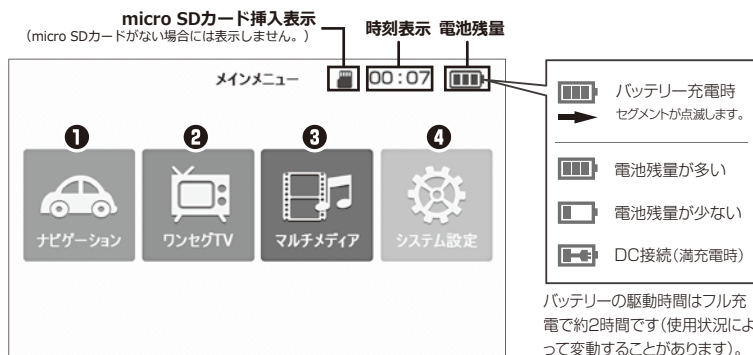 micro SDカード挿入表示
(micro SDカードがない場合には表示しません。)
時刻表示
電池残量
メインメニュー
00:07
❶
❷
❸
❹
ナビゲーション
ワンセグTV
マルチメディア
システム設定
バッテリー充電時
セグメントが点滅します。
電池残量が多い
電池残量が少ない
DC接続(満充電時)
バッテリーの駆動時間はフル充
電で約2時間です(使用状況によ
って変動することがあります)。